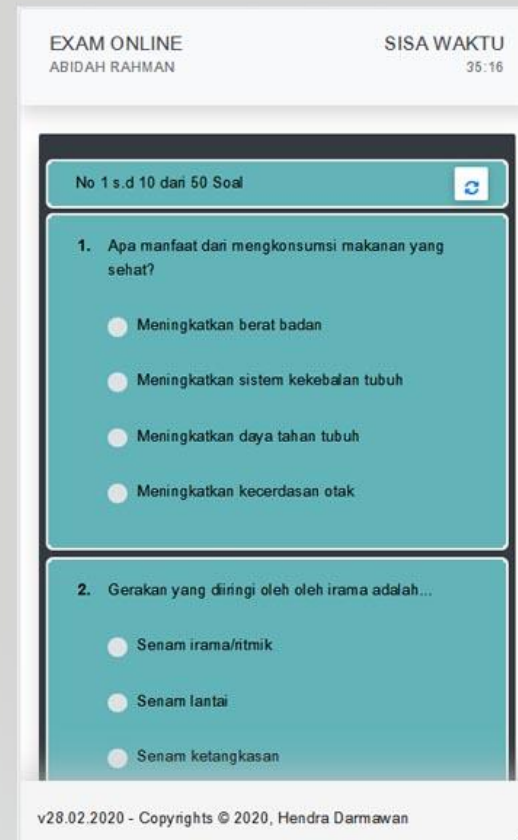 EXAM ONLINE
ABIDAH RAHMAN
SISA WAKTU
35:16
No 1 s.d 10 dari 50 Soal
1. Apa manfaat dari mengkonsumsi makanan yang
sehat?
Meningkatkan berat badan
Meningkatkan sistem kekebalan tubuh
Meningkatkan daya tahan tubuh
Meningkatkan kecerdasan otak
2. Gerakan yang diiringi oleh oleh irama adalah...
Senam irama/ritmik
Senam lantai
Senam ketangkasan
v28.02.2020 - Copyrights © 2020, Hendra Darmawan